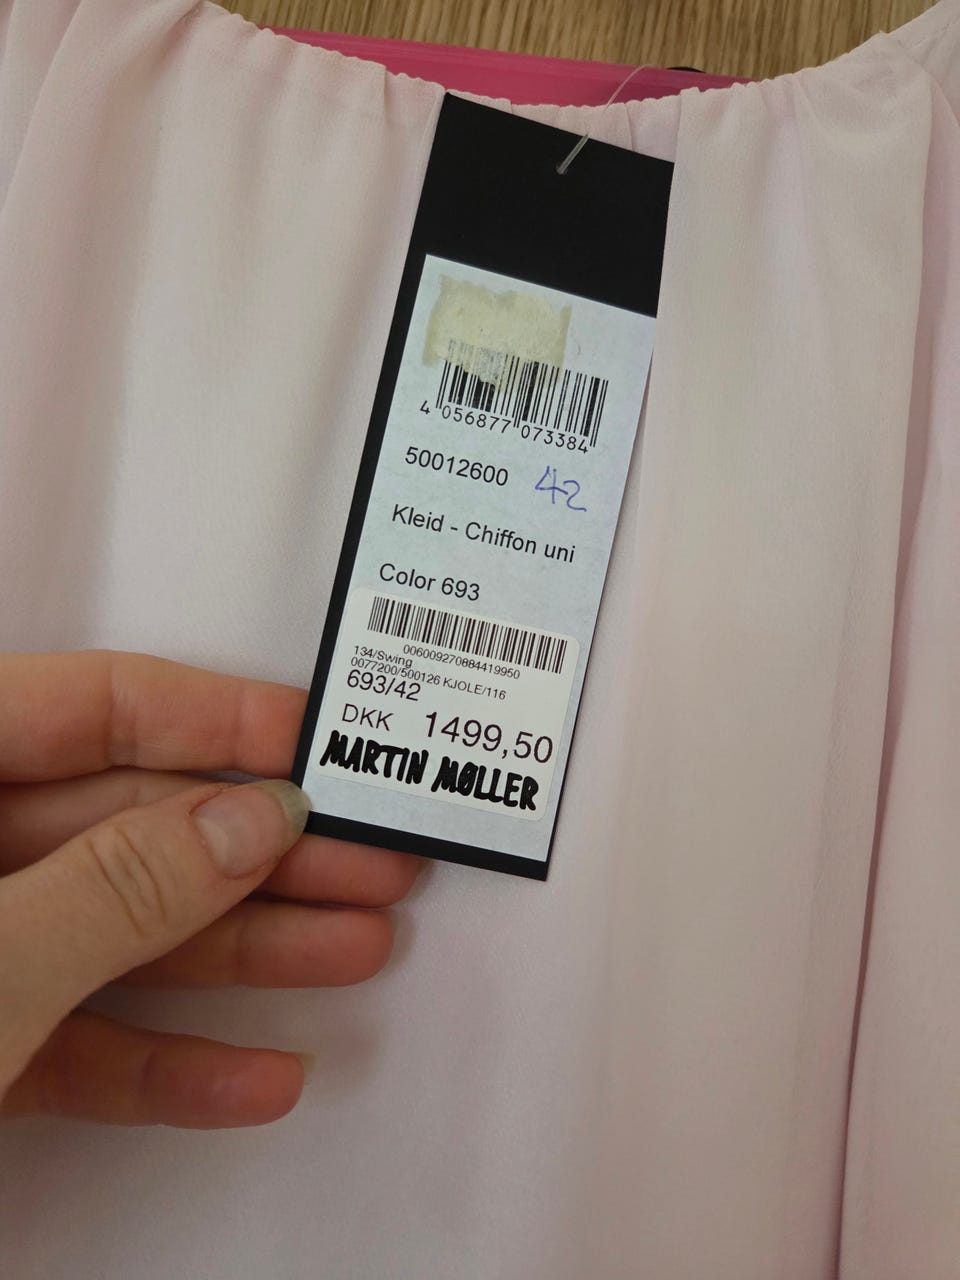 4 056877 073384
50012600 42
Kleid - Chiffon uni
Color 693
006009270884419950
134/Swing
0077200/500126 KJOLE/116
693/42
DKK 1499,50
MARTIN MØLLER